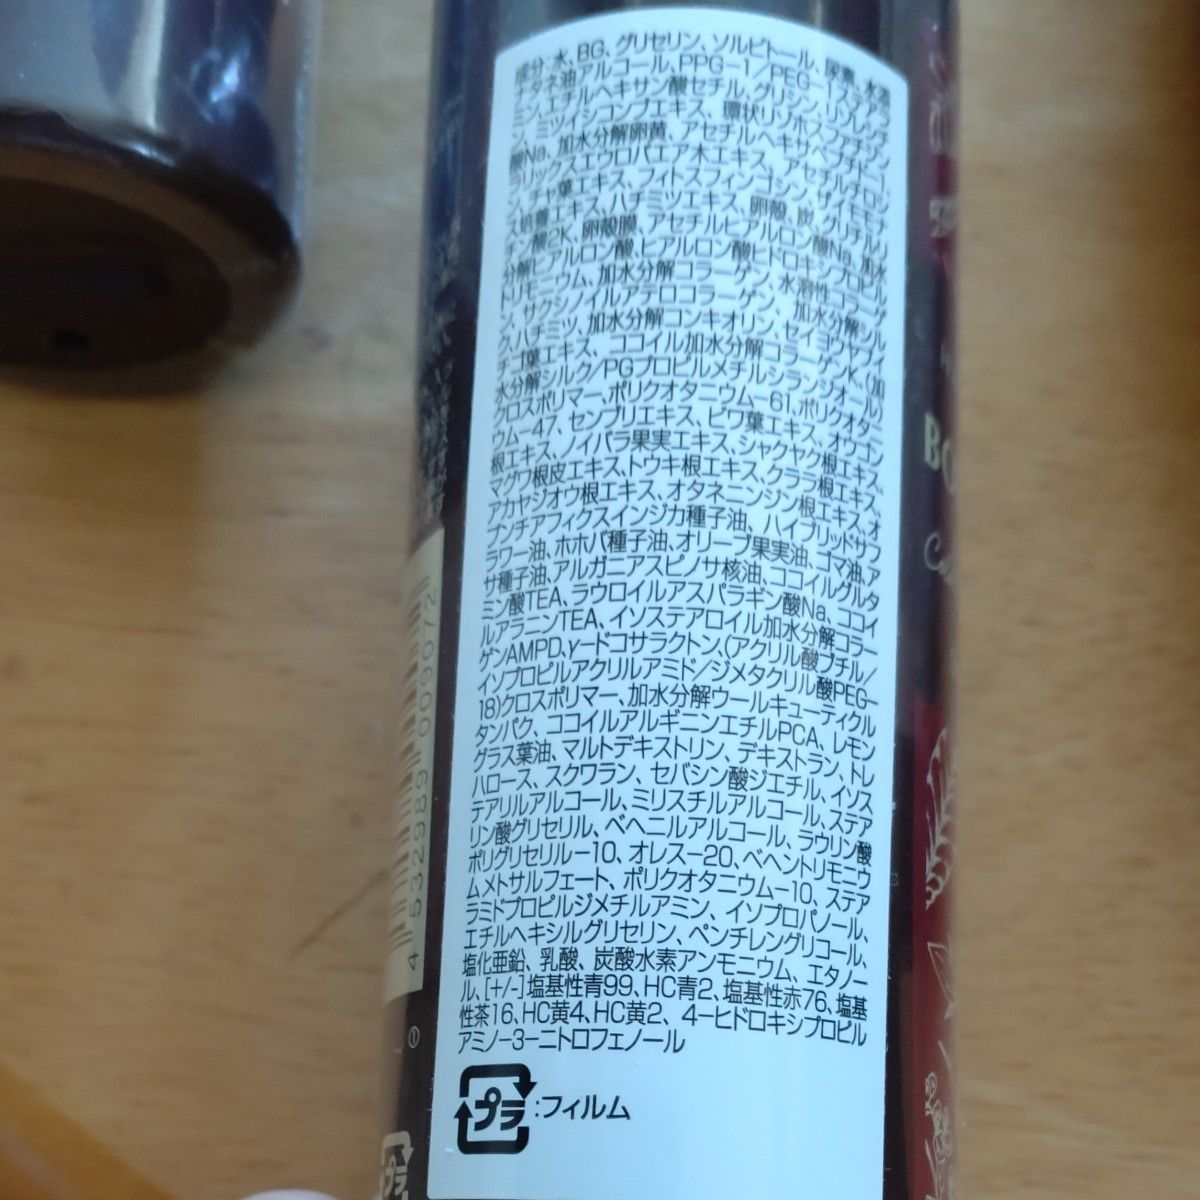 成分：水、BG、グリセリン、ソルビトール、尿素、水添
ナタネ油アルコール、PPG-1/PEG-1ステアラ
ミン、エチルヘキサン酸セチル、グリシン、リゾレシチ
ン、ミツイシコンブエキス、環状リゾホスファチジン
酸Na、加水分解卵黄、アセチルヘキサペプチド-1、
ラリックスエウロパエア木エキス、アセチルチロシ
ン、チャ葉エキス、フィトスフィンゴシン、サイモモデ
培養エキス、ハチミツエキス、卵殻、炭、グリチルリ
チン酸2K、卵殻膜、アセチルヒアルロン酸Na、加水
分解ヒアルロン酸、ヒアルロン酸ヒドロキシプロピル
トリモニウム、加水分解コラーゲン、水溶性コラーゲ
ン、サクシノイルアテロコラーゲン、加水分解シル
ク、ハチミツ、加水分解コンキオリン、セイヨウヤブイ
チゴ葉エキス、ココイル加水分解コラーゲンK、(加
水分解シルク/PGプロピルメチルシランジオール)
クロスポリマー、ポリクオタニウム-61、ポリクオタニ
ウム-47、センブリエキス、ビワ葉エキス、オウゴン
根エキス、ノイバラ果実エキス、シャクヤク根エキス、
マグワ根皮エキス、トウキ根エキス、クララ根エキス、
アカヤジオウ根エキス、オタネニンジン根エキス、オ
プンチアフィクスインジカ種子油、ハイブリッドサフ
ラワー油、ホホバ種子油、オリーブ果実油、ゴマ油、ア
サ種子油、アルガニアスピノサ核油、ココイルグルタ
ミン酸TEA、ラウロイルアスパラギン酸Na、ココイ
ルアラニンTEA、イソステアロイル加水分解コラー
ゲンAMPD、γ-ドコサラクトン、(アクリル酸ブチル/
イソプロピルアクリルアミド/ジメタクリル酸PEG-
18)クロスポリマー、加水分解ウールキューティクル
タンパク、ココイルアルギニンエチルPCA、レモン
グラス葉油、マルトデキストリン、デキストラン、トレ
ハロース、スクワラン、セバシン酸ジエチル、イソス
テアリルアルコール、ミリスチルアルコール、ステア
リン酸グリセリル、ベヘニルアルコール、ラウリン酸
ポリグリセリル-10、オレス-20、ベヘントリモニウ
ムメトサルフェート、ポリクオタニウム-10、ステア
ラミドプロピルジメチルアミン、イソプロパノール、
エチルヘキシルグリセリン、ペンチレングリコール、
塩化亜鉛、乳酸、炭酸水素アンモニウム、エタノー
ル、[+/-]塩基性青99、HC青2、塩基性赤76、塩基
性茶16、HC黄4、HC黄2、4-ヒドロキシプロピル
アミノ-3-ニトロフェノール
プラ:フィルム
4 532989 009072
プラ